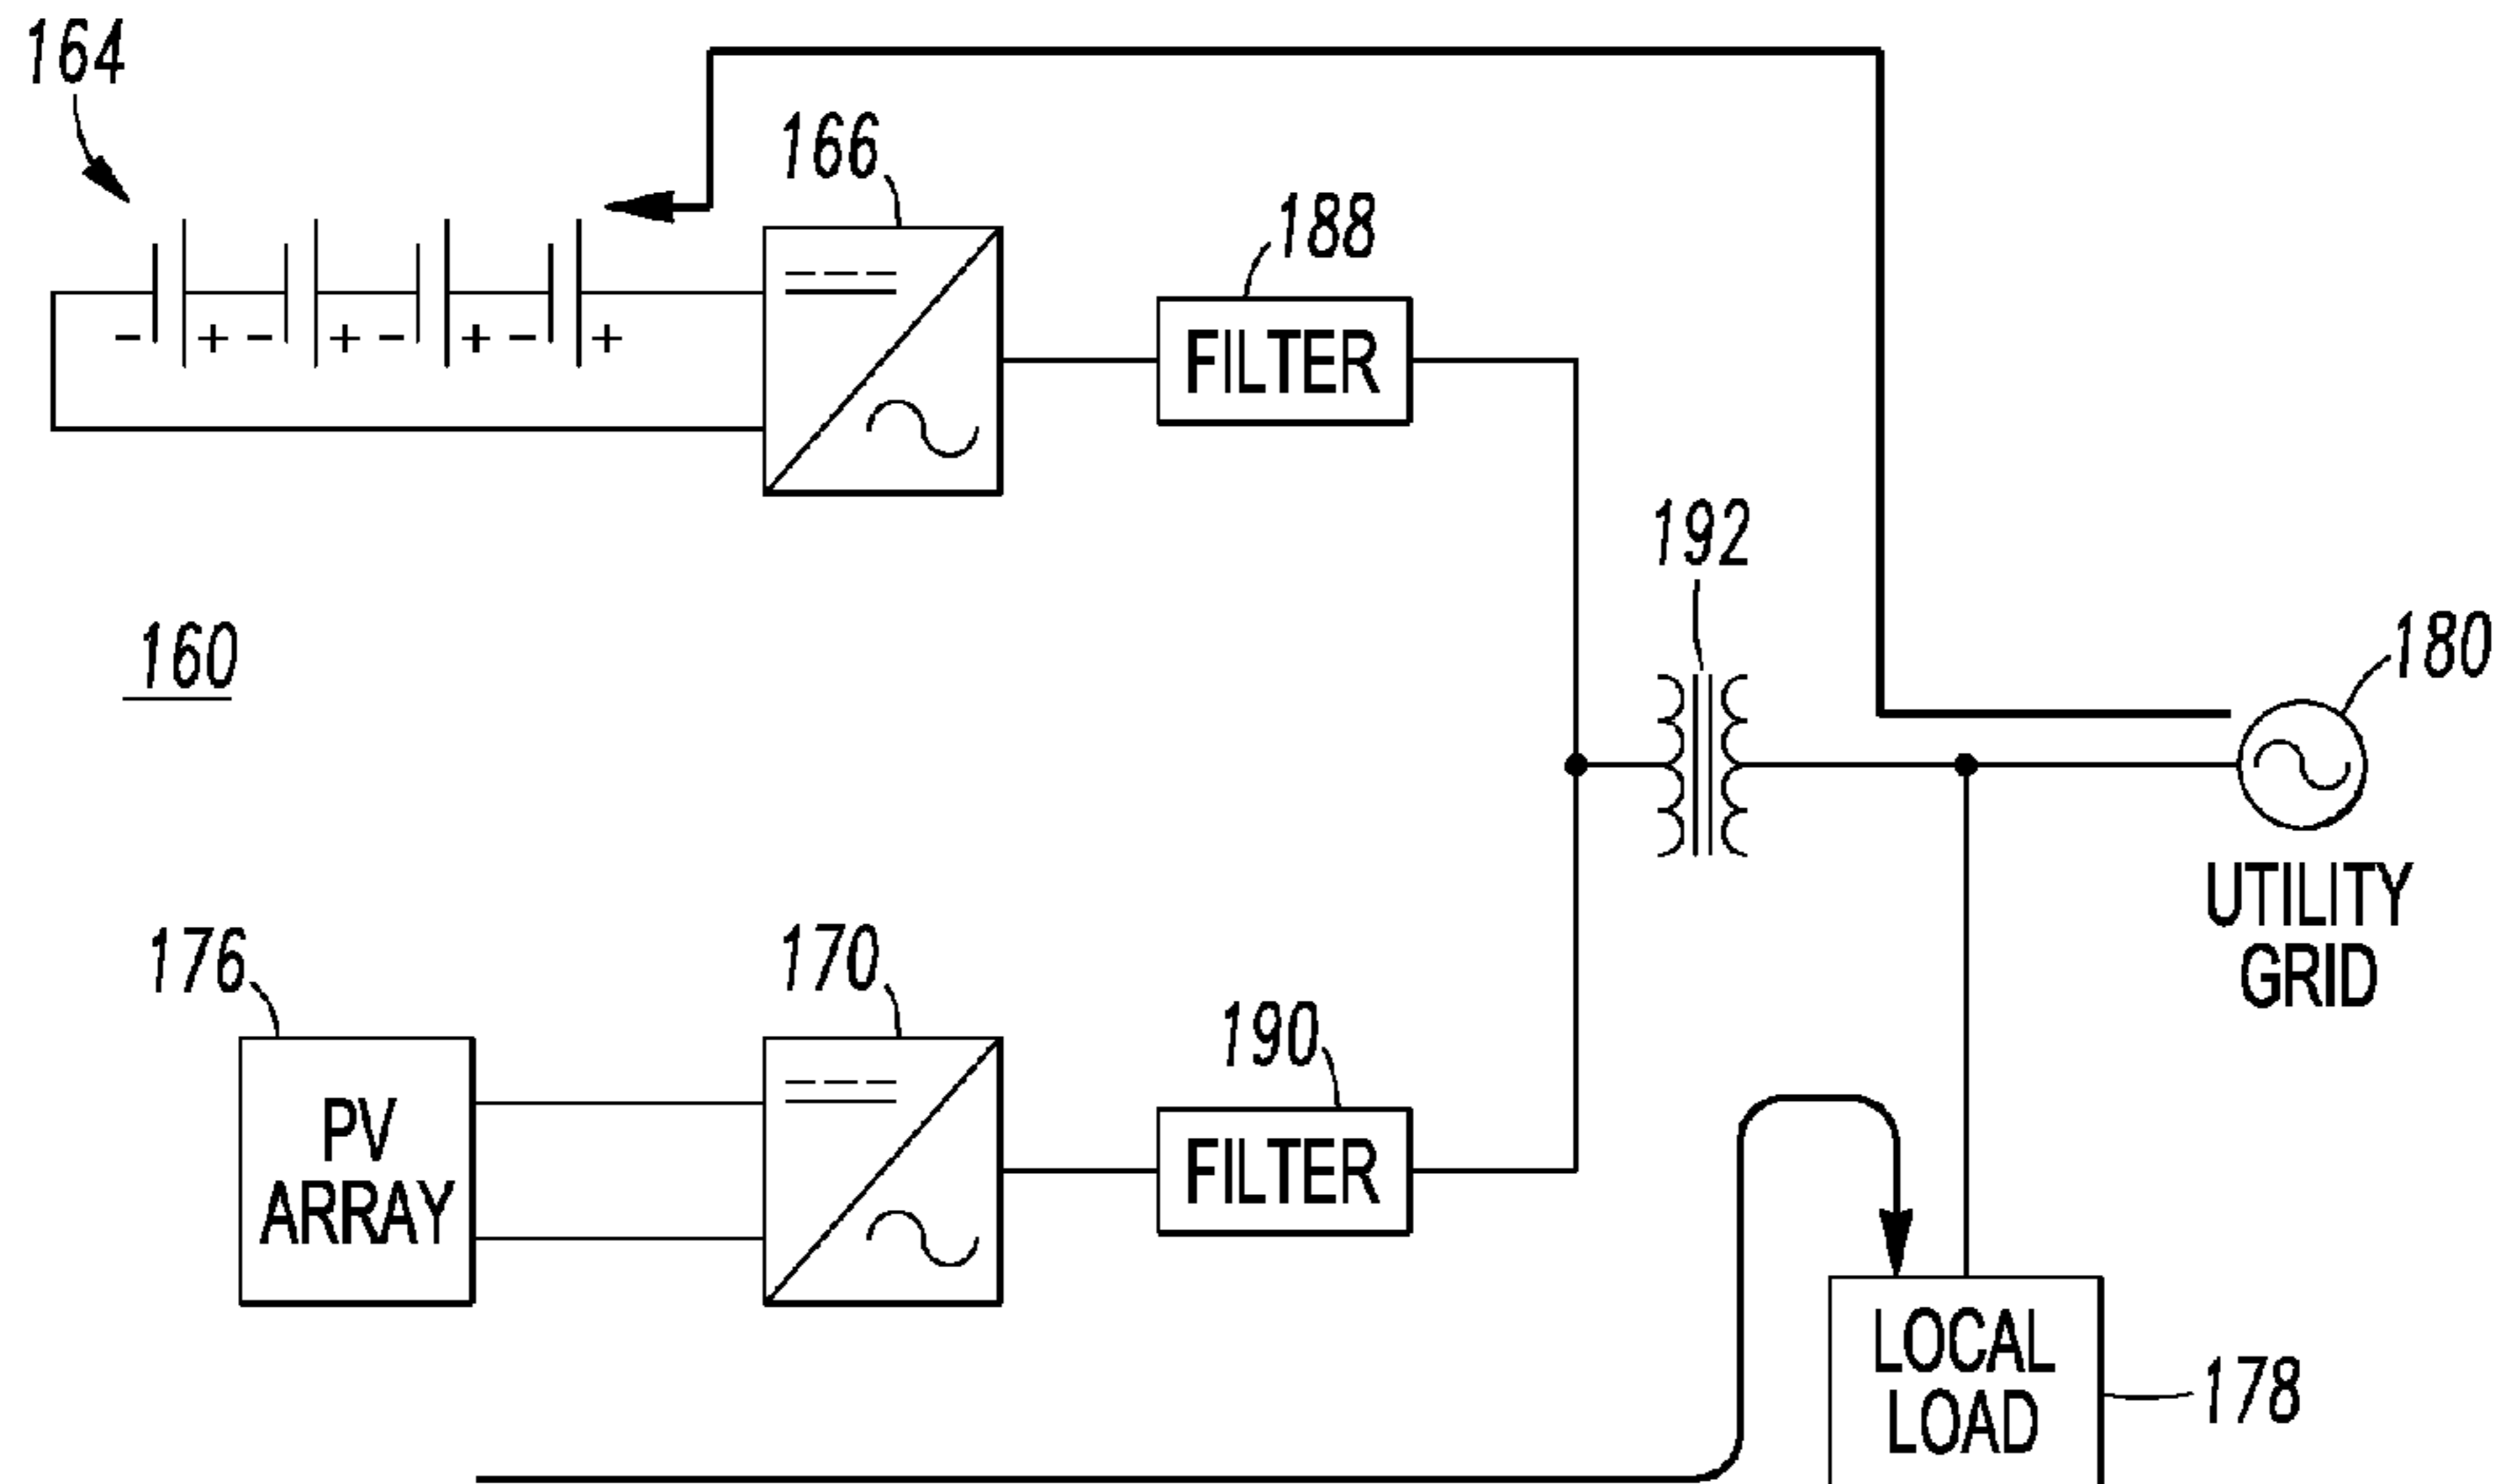 164
166
188
FILTER
192
160
180
UTILITY
GRID
176
170
190
PV
ARRAY
FILTER
LOCAL
LOAD
178